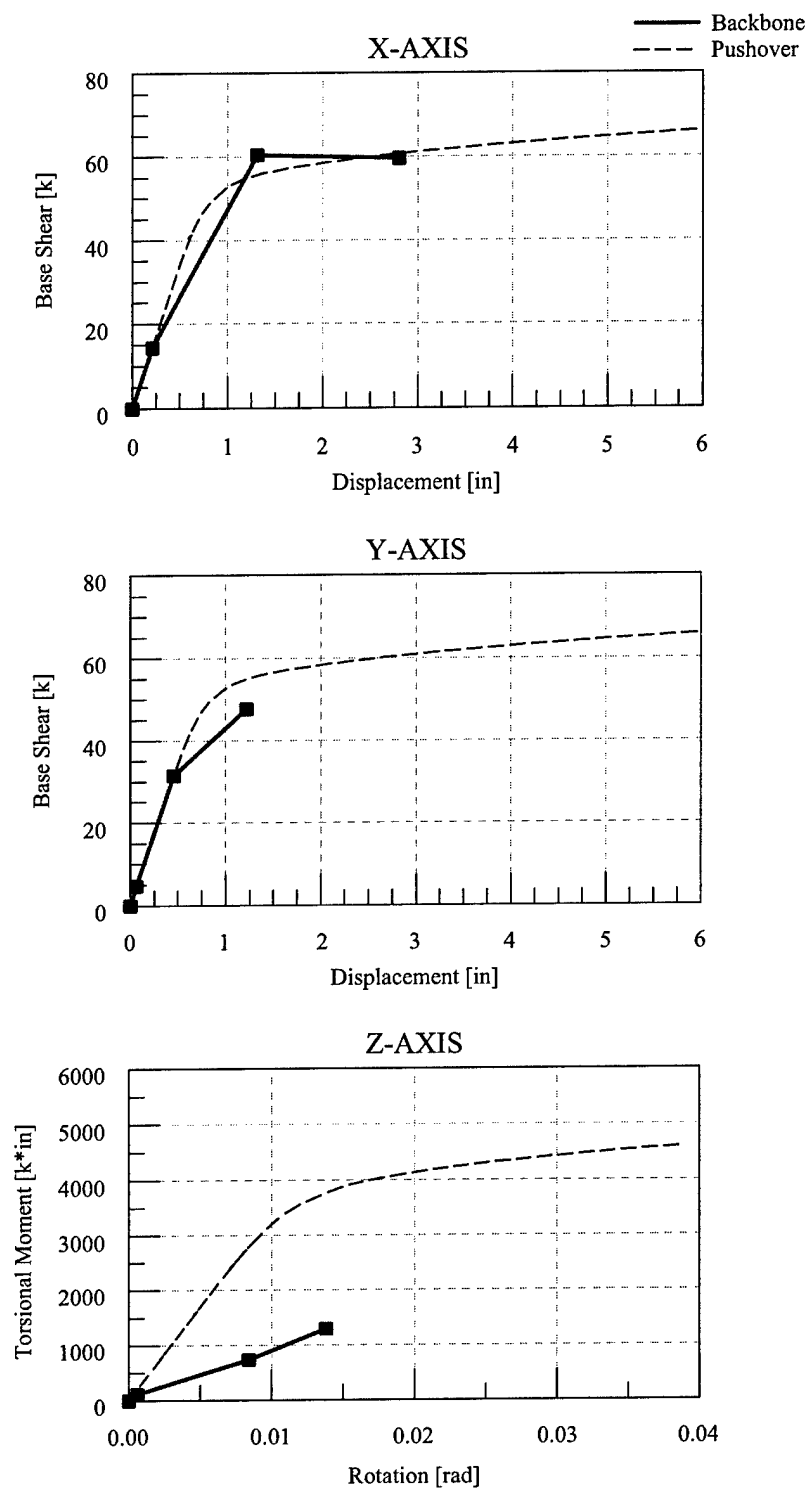 Backbone
Pushover
X-AXIS
80
60
40
20
0
Base Shear [k]
0 1 2 3 4 5 6
Displacement [in]
Y-AXIS
80
60
40
20
0
Base Shear [k]
0 1 2 3 4 5 6
Displacement [in]
Z-AXIS
6000
5000
4000
3000
2000
1000
0
Torsional Moment [k*in]
0.00 0.01 0.02 0.03 0.04
Rotation [rad]